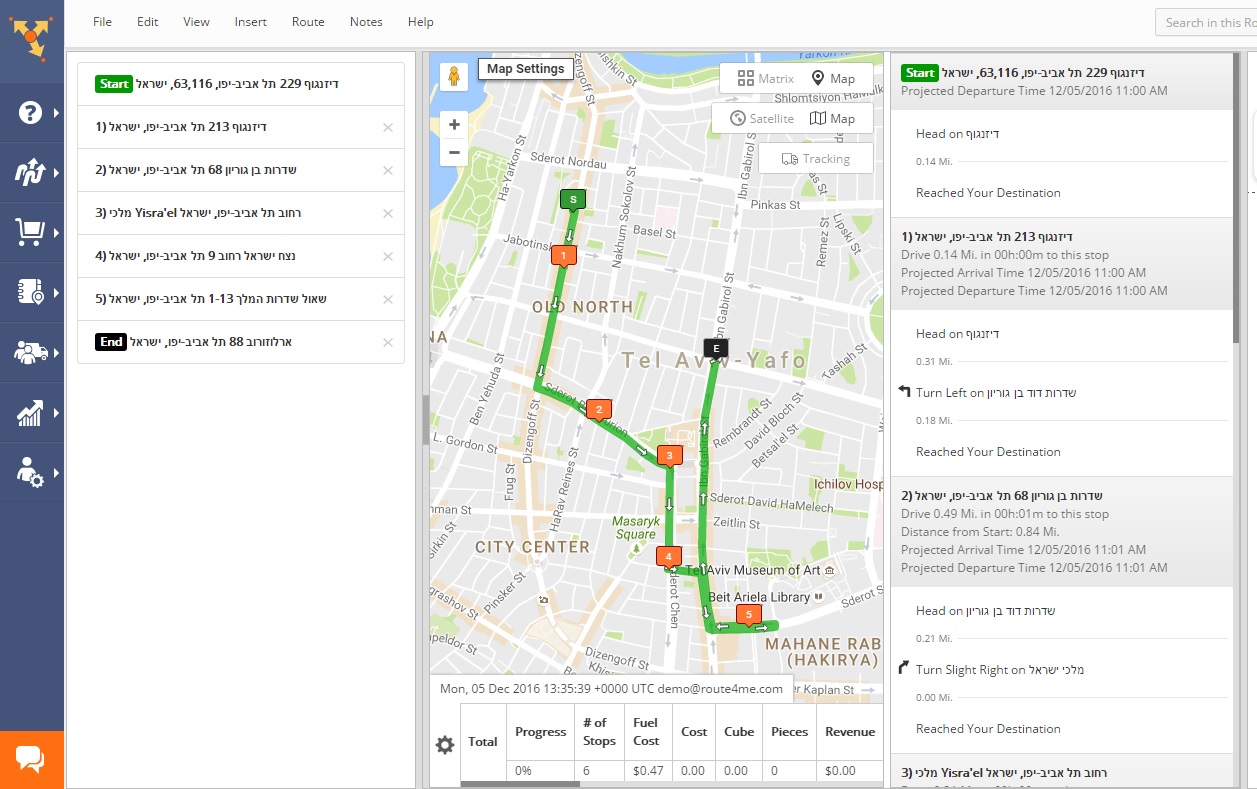 File Edit View Insert Route Notes Help
Search in this Ro
Start דיזנגוף 229 תל אביב-יפו, 63,116, ישראל
1) דיזנגוף 213 תל אביב-יפו, ישראל
2) שדרות בן גוריון 68 תל אביב-יפו, ישראל
3) רחוב תל אביב-יפו, ישראל Yisra'el מלכי
4) נצח ישראל רחוב 9 תל אביב-יפו, ישראל
5) שאול שדרות המלך 1-13 תל אביב-יפו, ישראל
End ארלוזורוב 88 תל אביב-יפו, ישראל
Map Settings
Matrix Map
Satellite Map
Tracking
+
−
Yarkon
Dizengoff St
Shlomtsiyon HaMalk
Ha-Yarkon St
Sderot Nordau
Nakhum Sokolov St
Ibn Gabirol St
Pinkas St
Remez St
Lipski St
Basel St
Jabotins
S
1
OLD NORTH
Ibn Gabirol St
E
Tel Aviv-Yafo
Tashah St
Ben Yehuda St
2
Rembrandt St
David Bloch St
Betsal'el St
L. Gordon St
Dizengoff St
Ibn Gabirol
3
Frug St
HaRav Reines St
Ichilov Hosp
Sderot David HaMelech
Masaryk
Square
Zeitlin St
CITY CENTER
4
Tel Aviv Museum of Art
Pinsker St
Sderot Chen
Beit Ariela Library
Sderot S
5
MAHANE RAB
(HAKIRYA)
Dizengoff St
er Kaplan St
Mon, 05 Dec 2016 13:35:39 +0000 UTC demo@route4me.com
Total Progress # of Stops Fuel Cost Cost Cube Pieces Revenue
0% 6 $0.47 0.00 0.00 0 $0.00
Start דיזנגוף 229 תל אביב-יפו, 63,116, ישראל
Projected Departure Time 12/05/2016 11:00 AM
Head on דיזנגוף
0.14 Mi.
Reached Your Destination
1) דיזנגוף 213 תל אביב-יפו, ישראל
Drive 0.14 Mi. in 00h:00m to this stop
Projected Arrival Time 12/05/2016 11:00 AM
Projected Departure Time 12/05/2016 11:00 AM
Head on דיזנגוף
0.31 Mi.
Turn Left on שדרות דוד בן גוריון
0.18 Mi.
Reached Your Destination
2) שדרות בן גוריון 68 תל אביב-יפו, ישראל
Drive 0.49 Mi. in 00h:01m to this stop
Distance from Start: 0.84 Mi.
Projected Arrival Time 12/05/2016 11:01 AM
Projected Departure Time 12/05/2016 11:01 AM
Head on שדרות דוד בן גוריון
0.21 Mi.
Turn Slight Right on מלכי ישראל
0.00 Mi.
Reached Your Destination
3) רחוב תל אביב-יפו, ישראל Yisra'el מלכי